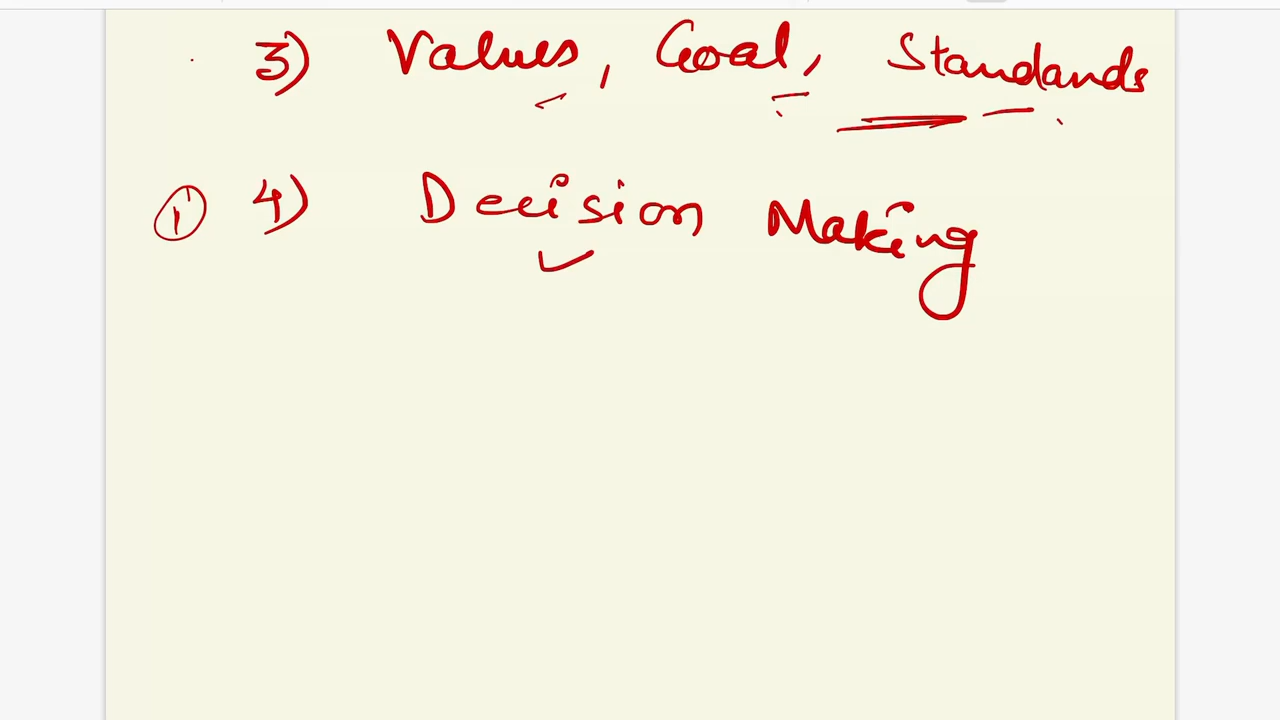 3) Values, Goal, Standards
① 4) Decision Making